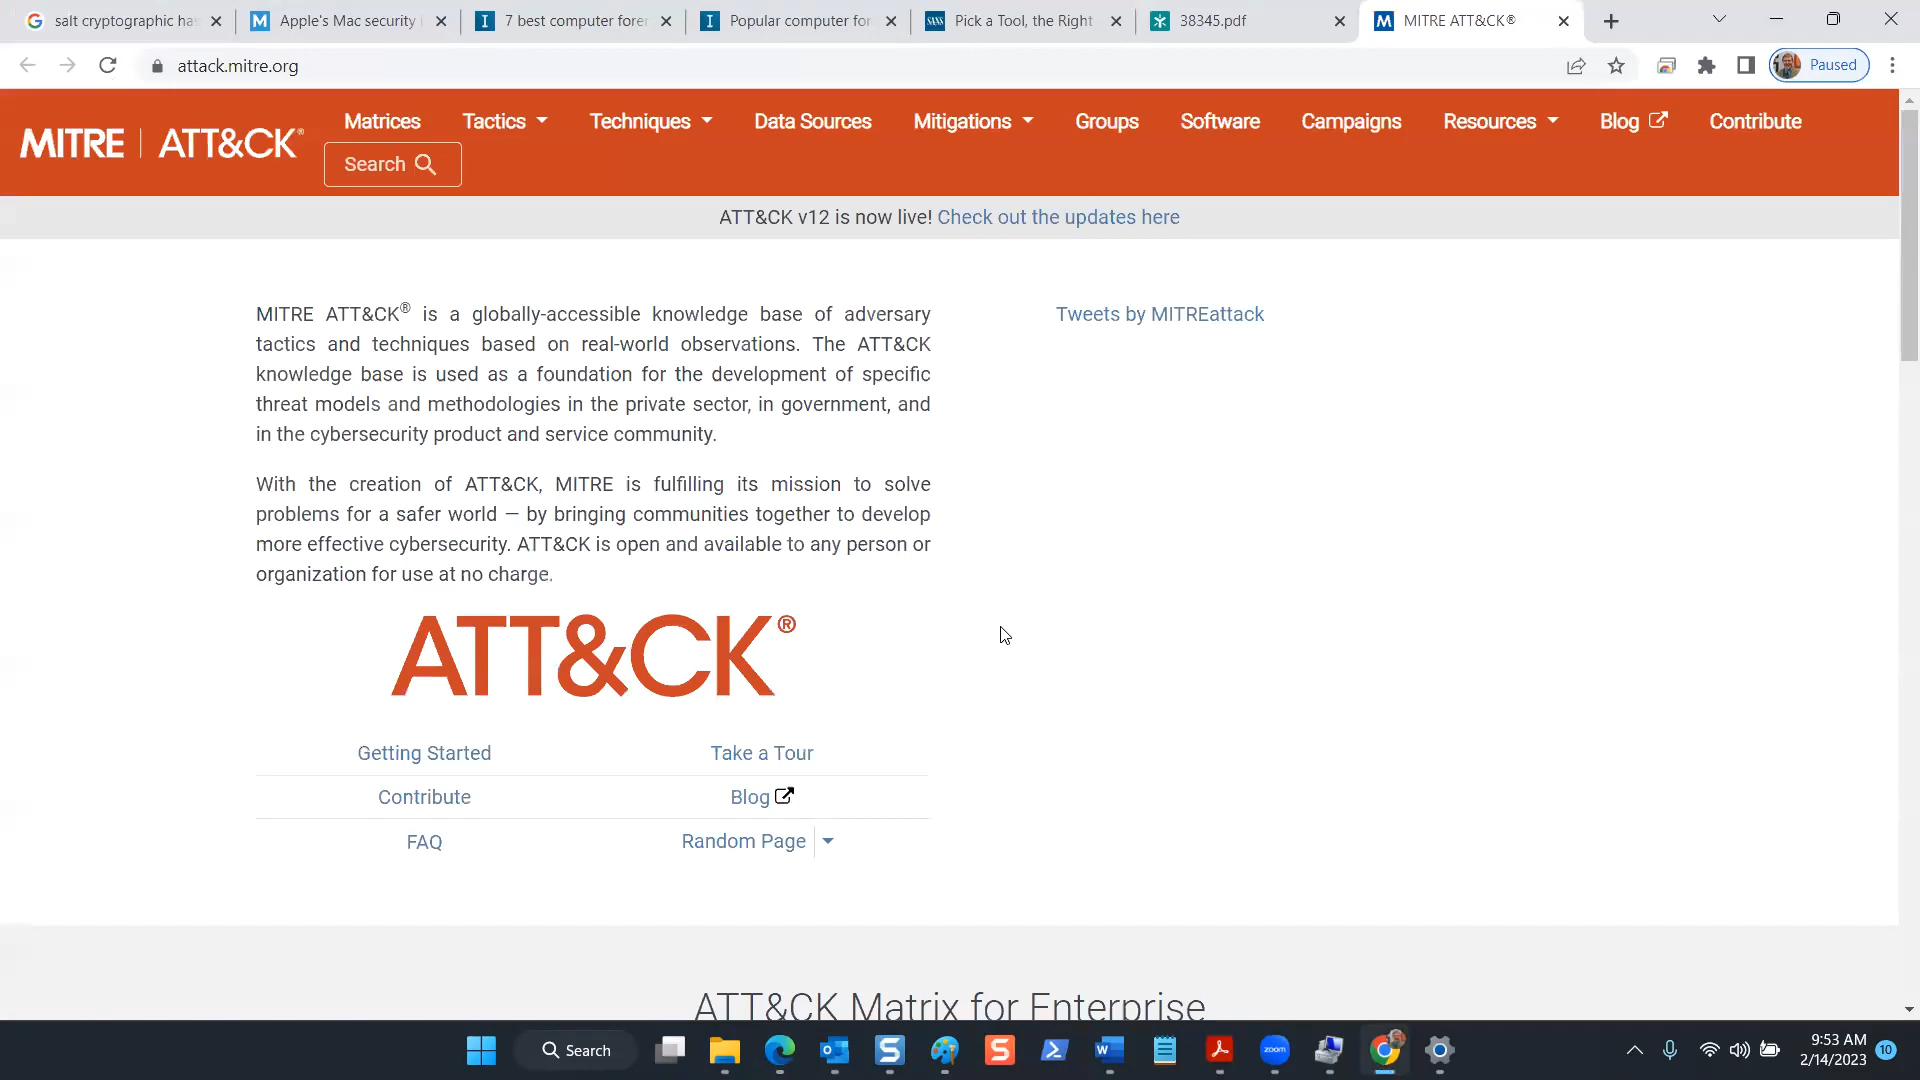 salt cryptographic has
Apple's Mac security
7 best computer foren
Popular computer for
SANS
Pick a Tool, the Right
38345.pdf
MITRE ATT&CK®
attack.mitre.org
Paused
MITRE | ATT&CK®
Matrices
Tactics
Techniques
Data Sources
Mitigations
Groups
Software
Campaigns
Resources
Blog
Contribute
Search
ATT&CK v12 is now live! Check out the updates here
MITRE ATT&CK® is a globally-accessible knowledge base of adversary
tactics and techniques based on real-world observations. The ATT&CK
knowledge base is used as a foundation for the development of specific
threat models and methodologies in the private sector, in government, and
in the cybersecurity product and service community.
Tweets by MITREattack
With the creation of ATT&CK, MITRE is fulfilling its mission to solve
problems for a safer world — by bringing communities together to develop
more effective cybersecurity. ATT&CK is open and available to any person or
organization for use at no charge.
ATT&CK®
Getting Started
Take a Tour
Contribute
Blog
FAQ
Random Page
ATT&CK Matrix for Enterprise
Search
zoom
9:53 AM
2/14/2023
10